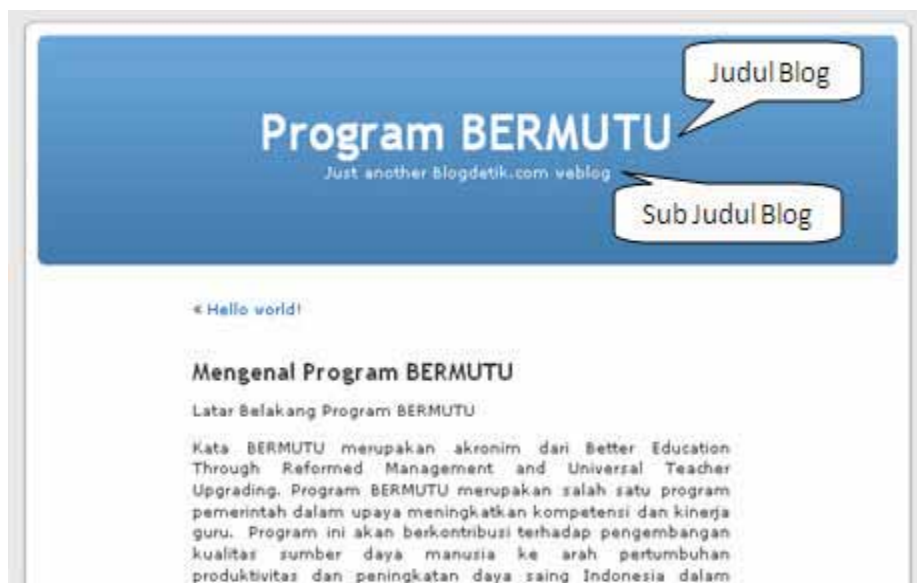 Judul Blog
Program BERMUTU
Just another Blogdetik.com weblog
Sub Judul Blog
« Hello world!
Mengenal Program BERMUTU
Latar Belakang Program BERMUTU
Kata BERMUTU merupakan akronim dari Better Education
Through Reformed Management and Universal Teacher
Upgrading. Program BERMUTU merupakan salah satu program
pemerintah dalam upaya meningkatkan kompetensi dan kinerja
guru. Program ini akan berkontribusi terhadap pengembangan
kualitas sumber daya manusia ke arah pertumbuhan
produktivitas dan peningkatan daya saing Indonesia dalam